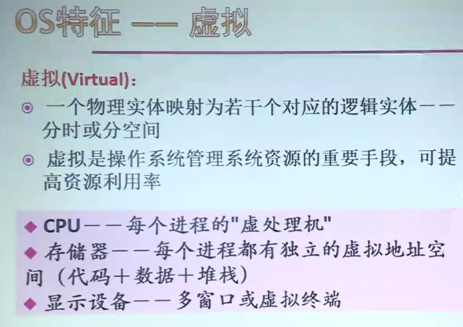 OS特征 —— 虚拟
虚拟(Virtual)：
一个物理实体映射为若干个对应的逻辑实体——
分时或分空间
虚拟是操作系统管理系统资源的重要手段，可提
高资源利用率
◆ CPU——每个进程的"虚处理机"
◆ 存储器——每个进程都有独立的虚拟地址空
间（代码＋数据＋堆栈）
◆ 显示设备——多窗口或虚拟终端